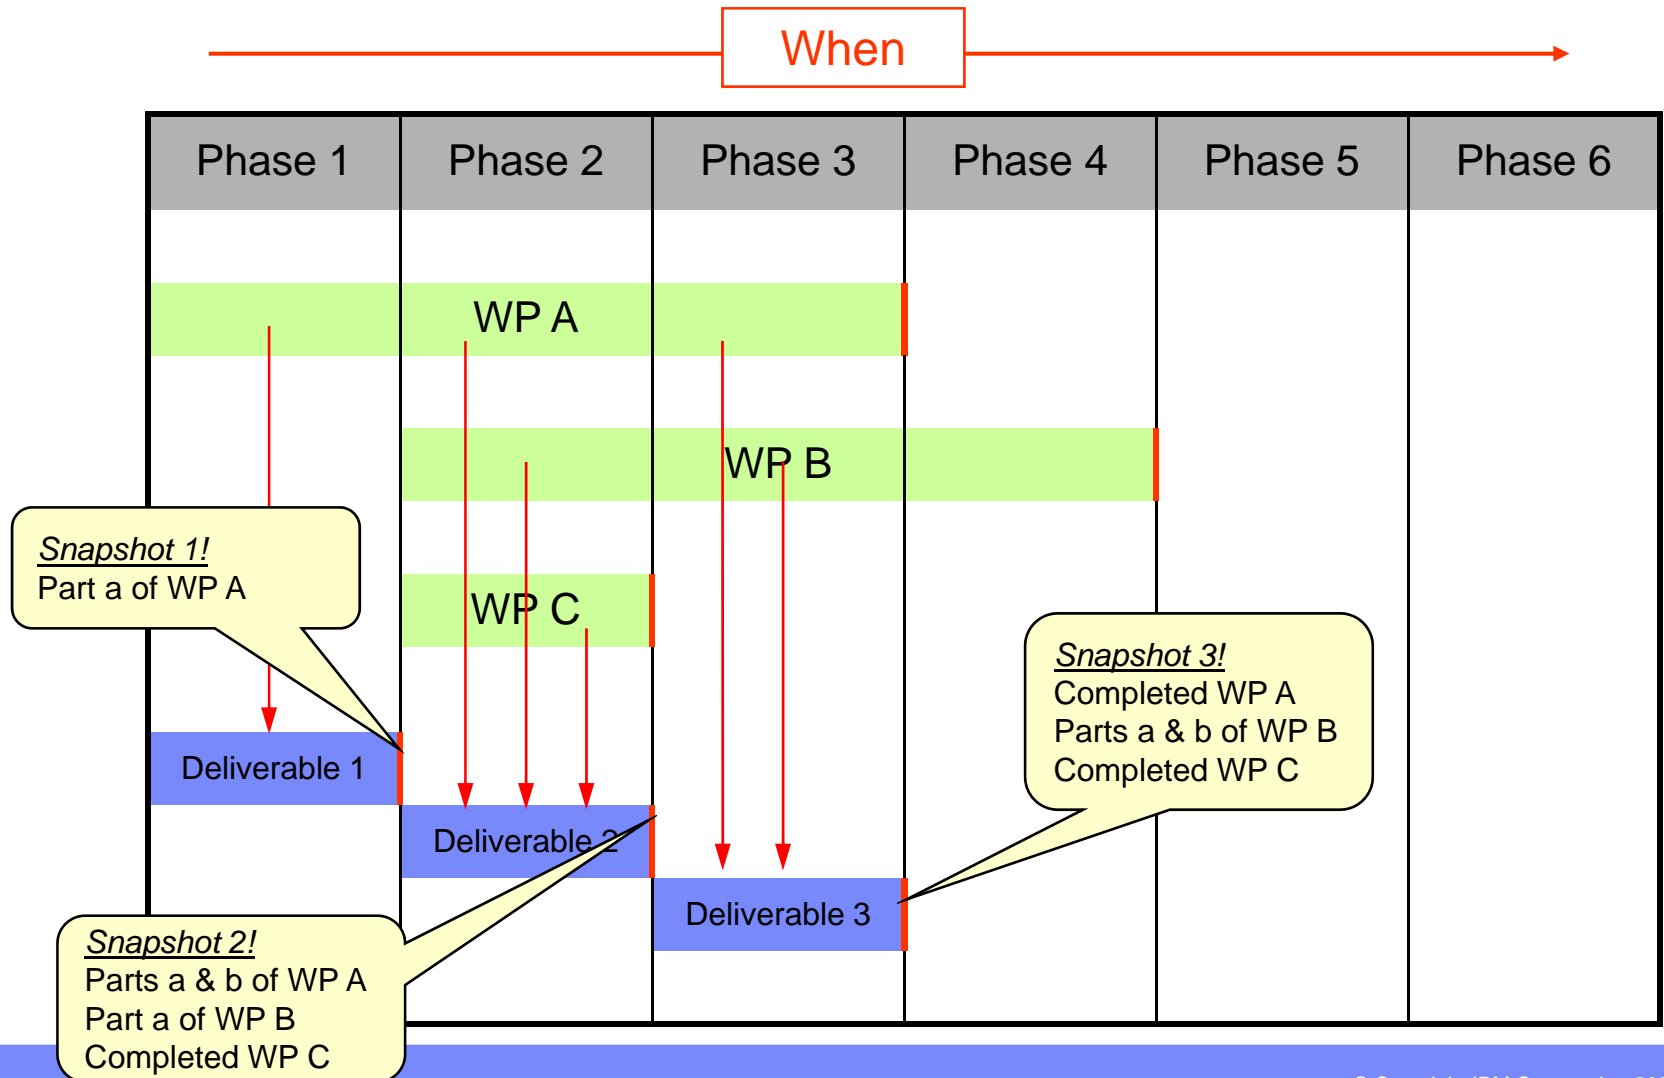 When
Phase 1 Phase 2 Phase 3 Phase 4 Phase 5 Phase 6
WP A
WP B
Snapshot 1!
Part a of WP A
WP C
Snapshot 3!
Completed WP A
Parts a & b of WP B
Completed WP C
Deliverable 1
Deliverable 2
Deliverable 3
Snapshot 2!
Parts a & b of WP A
Part a of WP B
Completed WP C